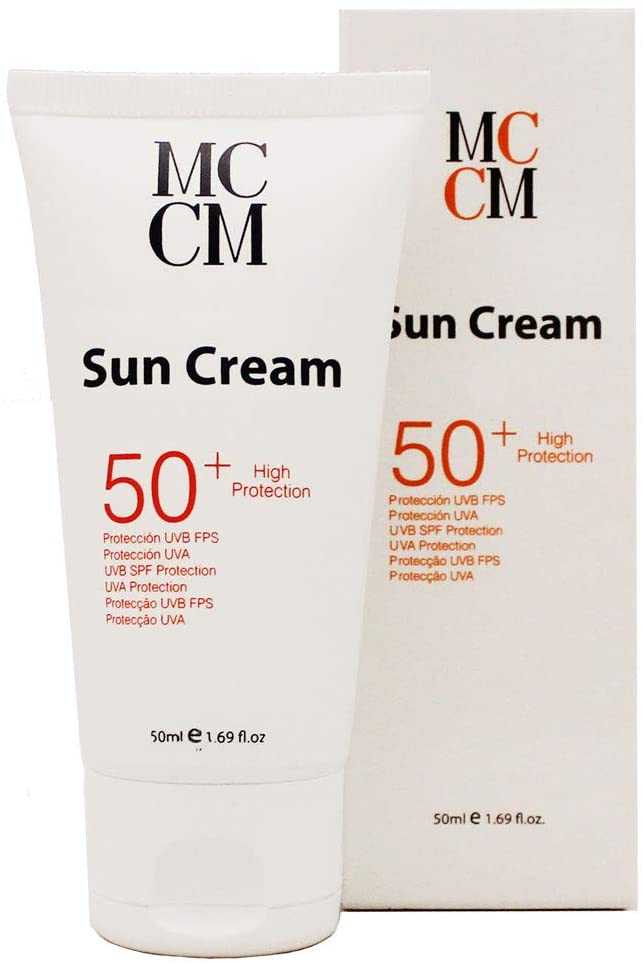 MC
CM
Sun Cream
50+ High
Protection
Protección UVB FPS
Protección UVA
UVB SPF Protection
UVA Protection
Protecção UVB FPS
Protecção UVA
50ml e 1.69 fl.oz
MC
CM
Sun Cream
50+ High
Protection
Protección UVB FPS
Protección UVA
UVB SPF Protection
UVA Protection
Protecção UVB FPS
Protecção UVA
50ml e 1.69 fl.oz.